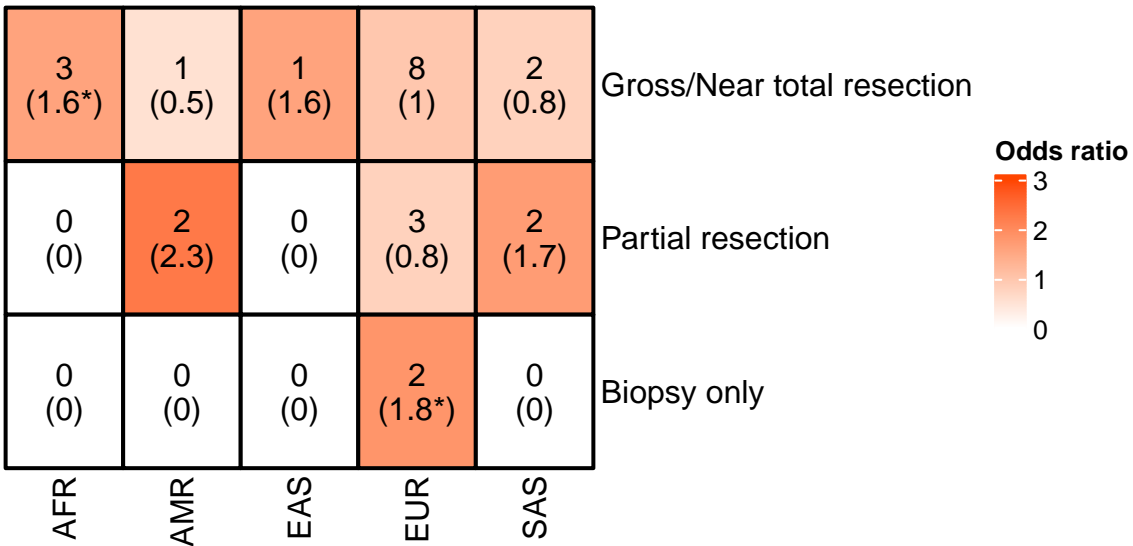 3 1 1 8 2
(1.6*) (0.5) (1.6) (1) (0.8)
Gross/Near total resection
0 2 0 3 2
(0) (2.3) (0) (0.8) (1.7)
Partial resection
0 0 0 2 0
(0) (0) (0) (1.8*) (0)
Biopsy only
AFR AMR EAS EUR SAS
Odds ratio
3
2
1
0